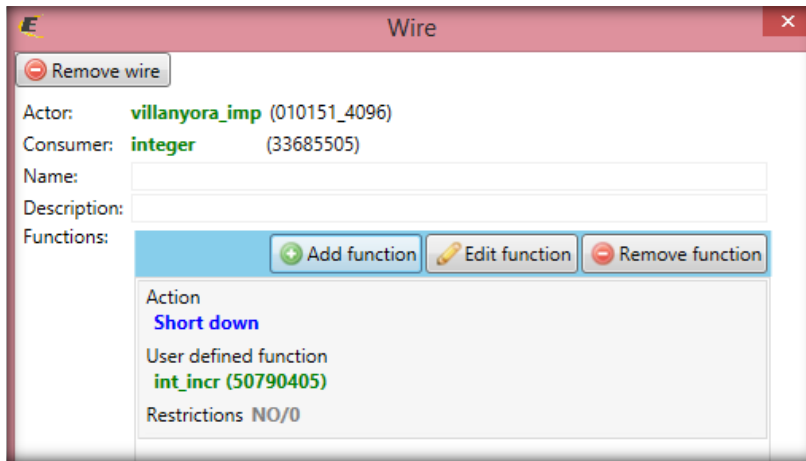 E
Wire
×
Remove wire
Actor: villanyora_imp (010151_4096)
Consumer: integer (33685505)
Name:
Description:
Functions:
Add function Edit function Remove function
Action
Short down
User defined function
int_incr (50790405)
Restrictions NO/0